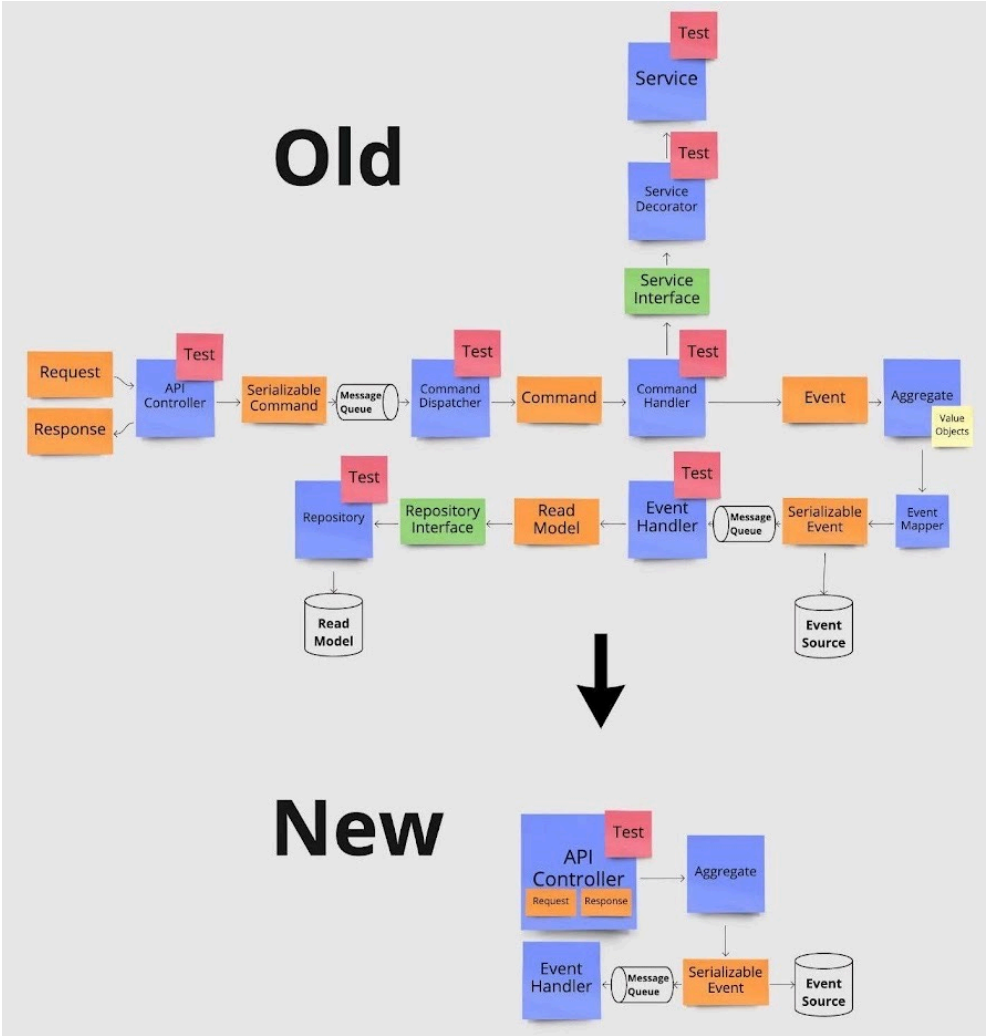 Test
Service
Old
Test
Service
Decorator
Service
Interface
Request
Response
Test
API
Controller
Serializable
Command
Message
Queue
Test
Command
Dispatcher
Command
Test
Command
Handler
Event
Aggregate
Value
Objects
Test
Repository
Repository
Interface
Read
Model
Test
Event
Handler
Message
Queue
Serializable
Event
Event
Mapper
Read
Model
Event
Source
New
Test
API
Controller
Request
Response
Aggregate
Event
Handler
Message
Queue
Serializable
Event
Event
Source